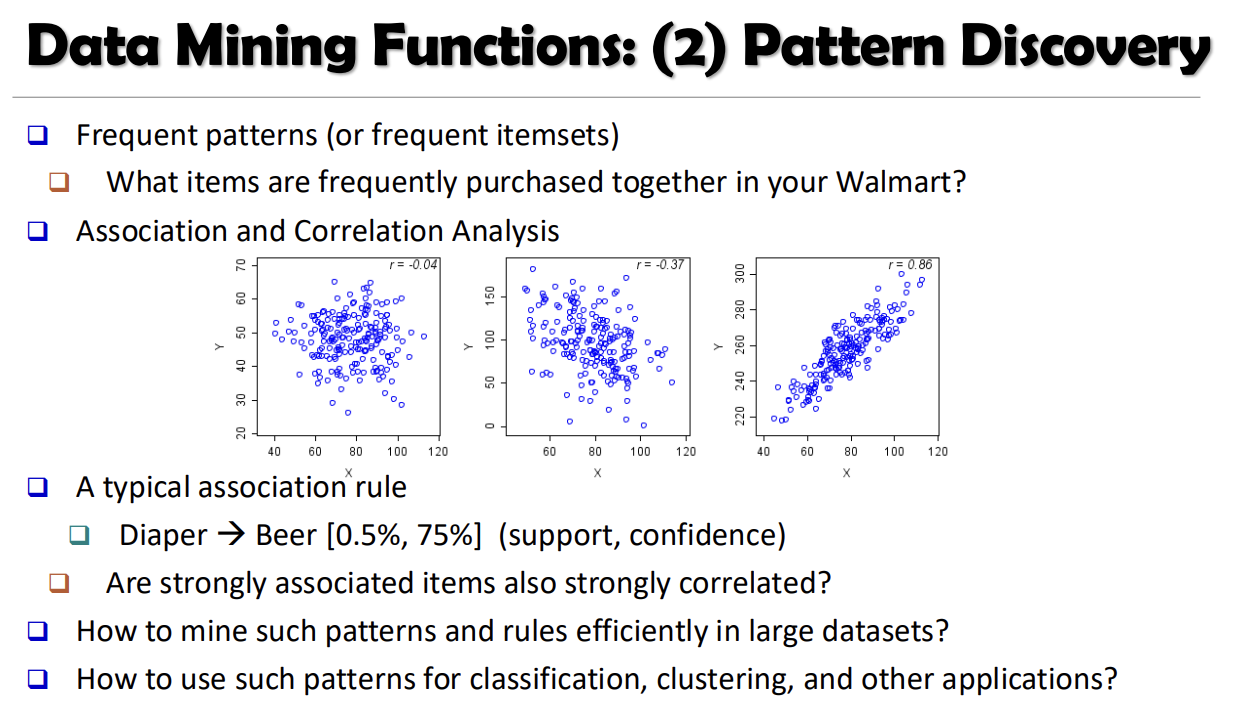 Data Mining Functions: (2) Pattern Discovery
❑ Frequent patterns (or frequent itemsets)
❑ What items are frequently purchased together in your Walmart?
❑ Association and Correlation Analysis
r = -0.04
70
60
50
40
30
20
Y
40 60 80 100 120
X
r = -0.37
150
100
50
0
Y
60 80 100 120
X
r = 0.86
300
280
260
240
220
Y
40 60 80 100 120
X
❑ A typical association rule
❑ Diaper → Beer [0.5%, 75%] (support, confidence)
❑ Are strongly associated items also strongly correlated?
❑ How to mine such patterns and rules efficiently in large datasets?
❑ How to use such patterns for classification, clustering, and other applications?